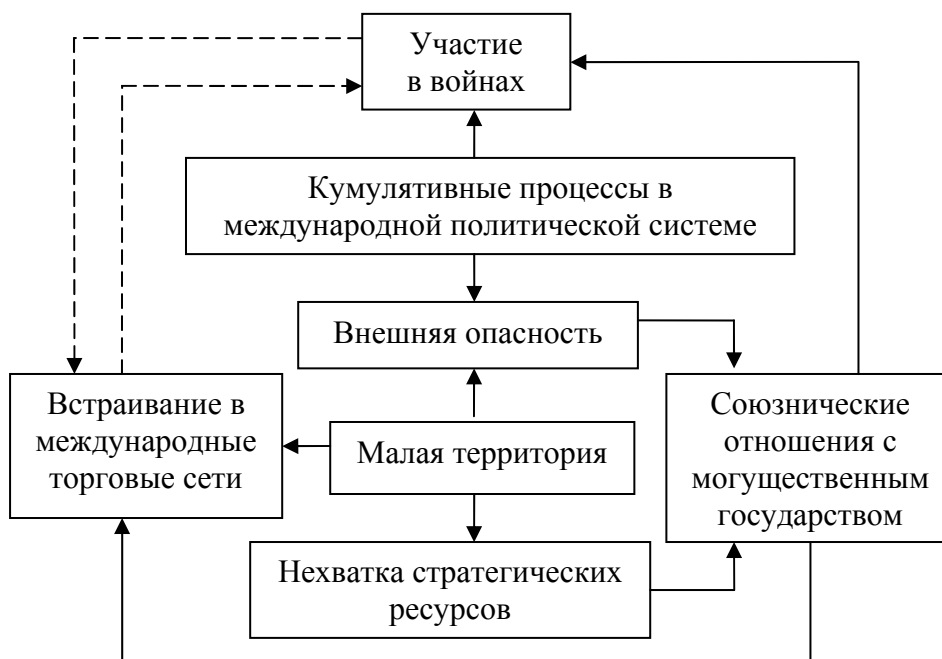 Участие
в войнах
Кумулятивные процессы в
международной политической системе
Внешняя опасность
Встраивание в
международные
торговые сети
Малая территория
Союзнические
отношения с
могущественным
государством
Нехватка стратегических
ресурсов